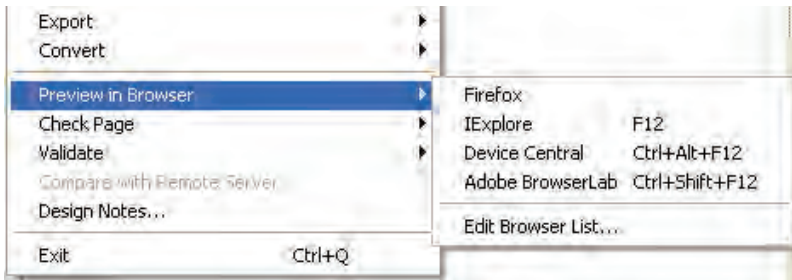 Export
Convert
Preview in Browser
Check Page
Validate
Compare with Remote Server
Design Notes...
Exit Ctrl+Q
Firefox
IExplore F12
Device Central Ctrl+Alt+F12
Adobe BrowserLab Ctrl+Shift+F12
Edit Browser List...